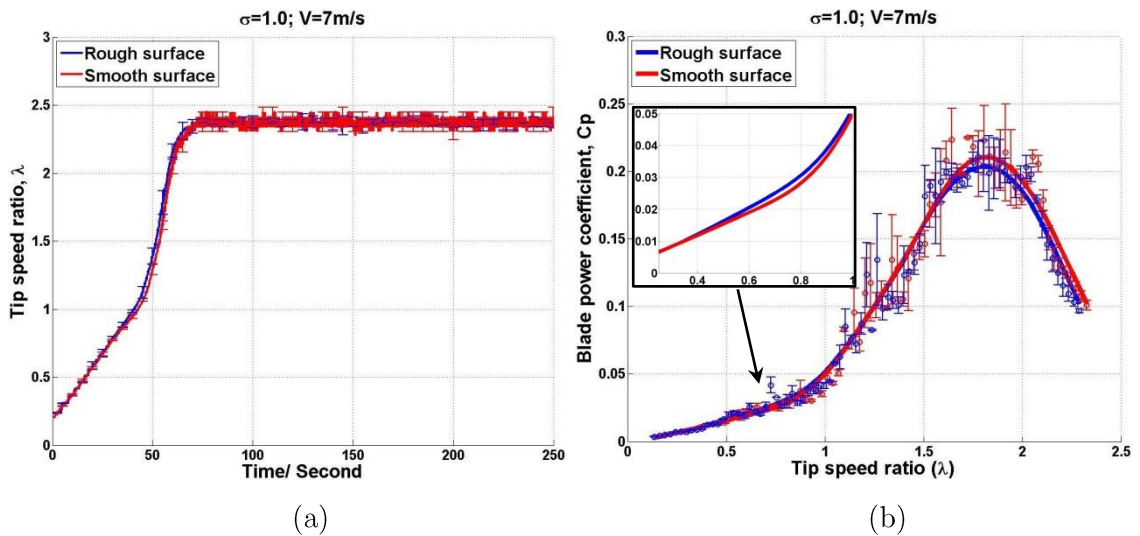 σ=1.0; V=7m/s
Tip speed ratio, λ
3
2.5
2
1.5
1
0.5
0
Rough surface
Smooth surface
0 50 100 150 200 250
Time/ Second
(a)
σ=1.0; V=7m/s
Blade power coefficient, Cp
0.3
0.25
0.2
0.15
0.1
0.05
0
Rough surface
Smooth surface
0.05
0.04
0.03
0.02
0.01
0
0.4 0.6 0.8 1
0 0.5 1 1.5 2 2.5
Tip speed ratio (λ)
(b)